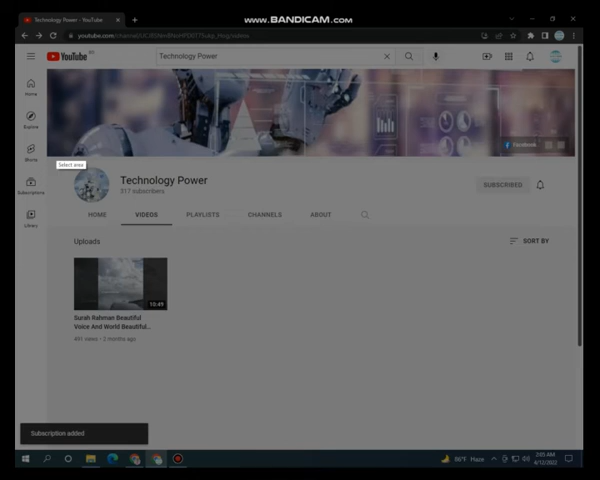 www.BANDICAM.com
Technology Power - YouTube
YouTube
Technology Power
Home
Explore
Shorts
Subscriptions
Library
Facebook
Select area
Technology Power
317 subscribers
SUBSCRIBED
HOME VIDEOS PLAYLISTS CHANNELS ABOUT
Uploads
SORT BY
10:49
Surah Rahman Beautiful
Voice And World Beautiful...
491 views • 2 months ago
Subscription added
86°F Haze
2:05 AM
4/12/2022